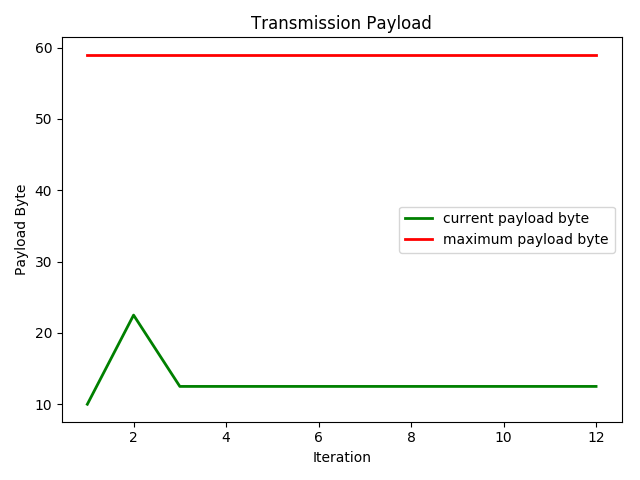 Transmission Payload
Payload Byte
60
50
40
30
20
10
current payload byte
maximum payload byte
2 4 6 8 10 12
Iteration